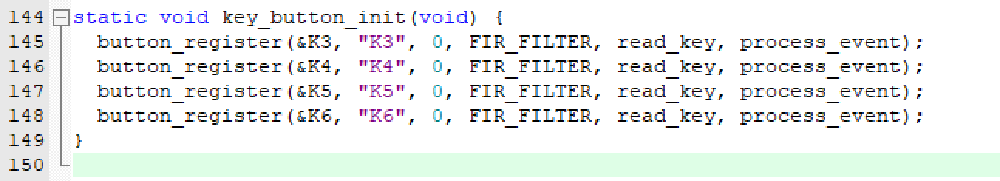 144 static void key_button_init(void) {
145   button_register(&K3, "K3", 0, FIR_FILTER, read_key, process_event);
146   button_register(&K4, "K4", 0, FIR_FILTER, read_key, process_event);
147   button_register(&K5, "K5", 0, FIR_FILTER, read_key, process_event);
148   button_register(&K6, "K6", 0, FIR_FILTER, read_key, process_event);
149 }
150